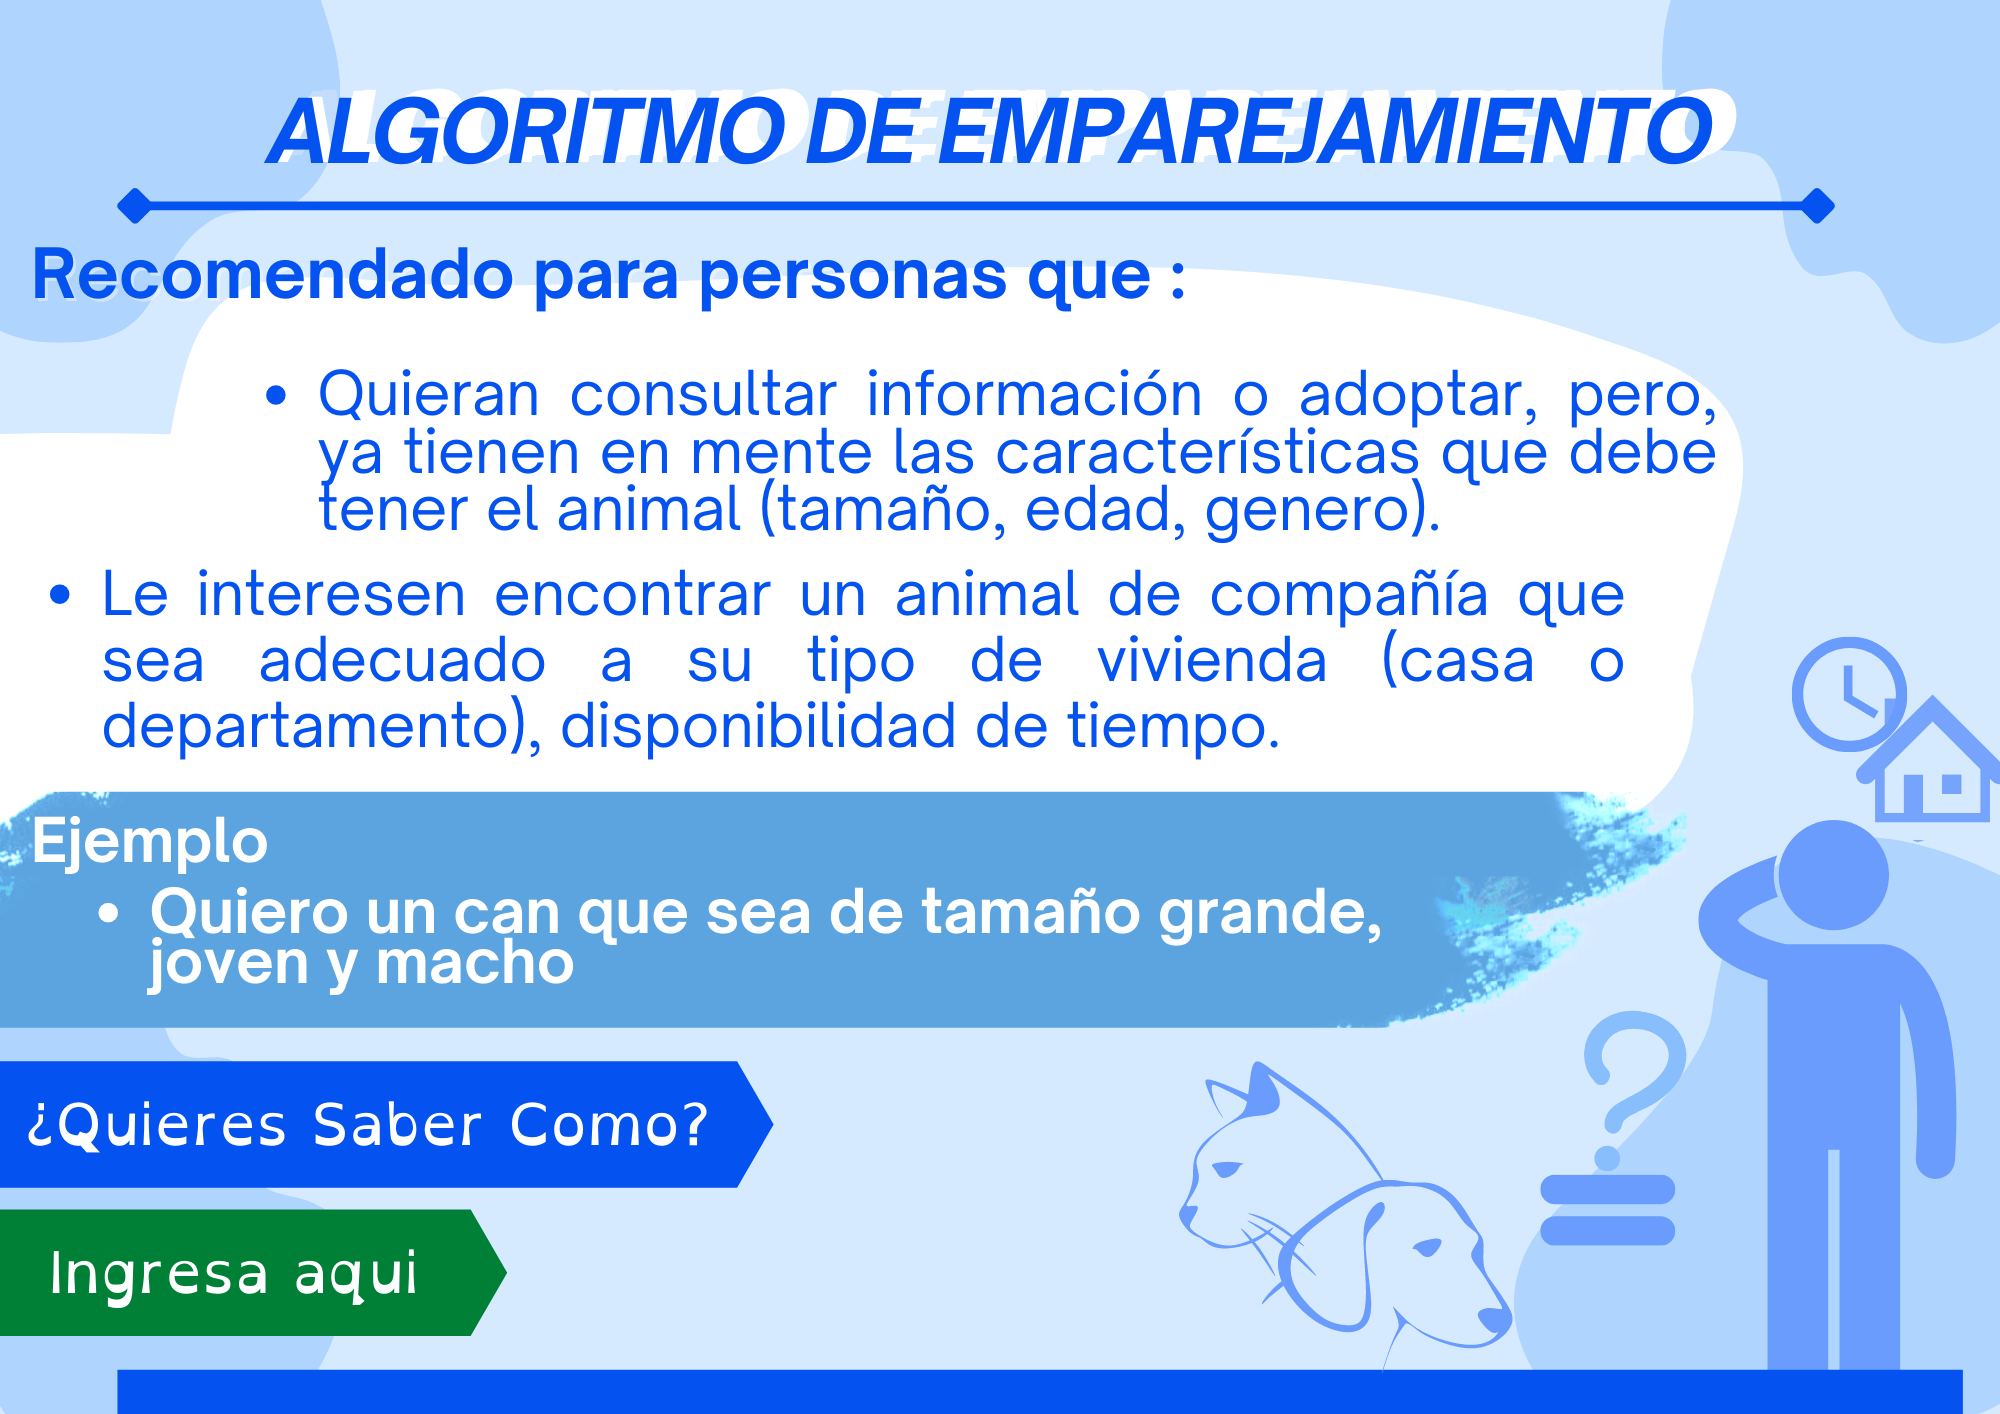 ALGORITMO DE EMPAREJAMIENTO
Recomendado para personas que :
• Quieran consultar información o adoptar, pero,
ya tienen en mente las características que debe
tener el animal (tamaño, edad, genero).
• Le interesen encontrar un animal de compañía que
sea adecuado a su tipo de vivienda (casa o
departamento), disponibilidad de tiempo.
Ejemplo
• Quiero un can que sea de tamaño grande,
joven y macho
¿Quieres Saber Como?
Ingresa aqui
?